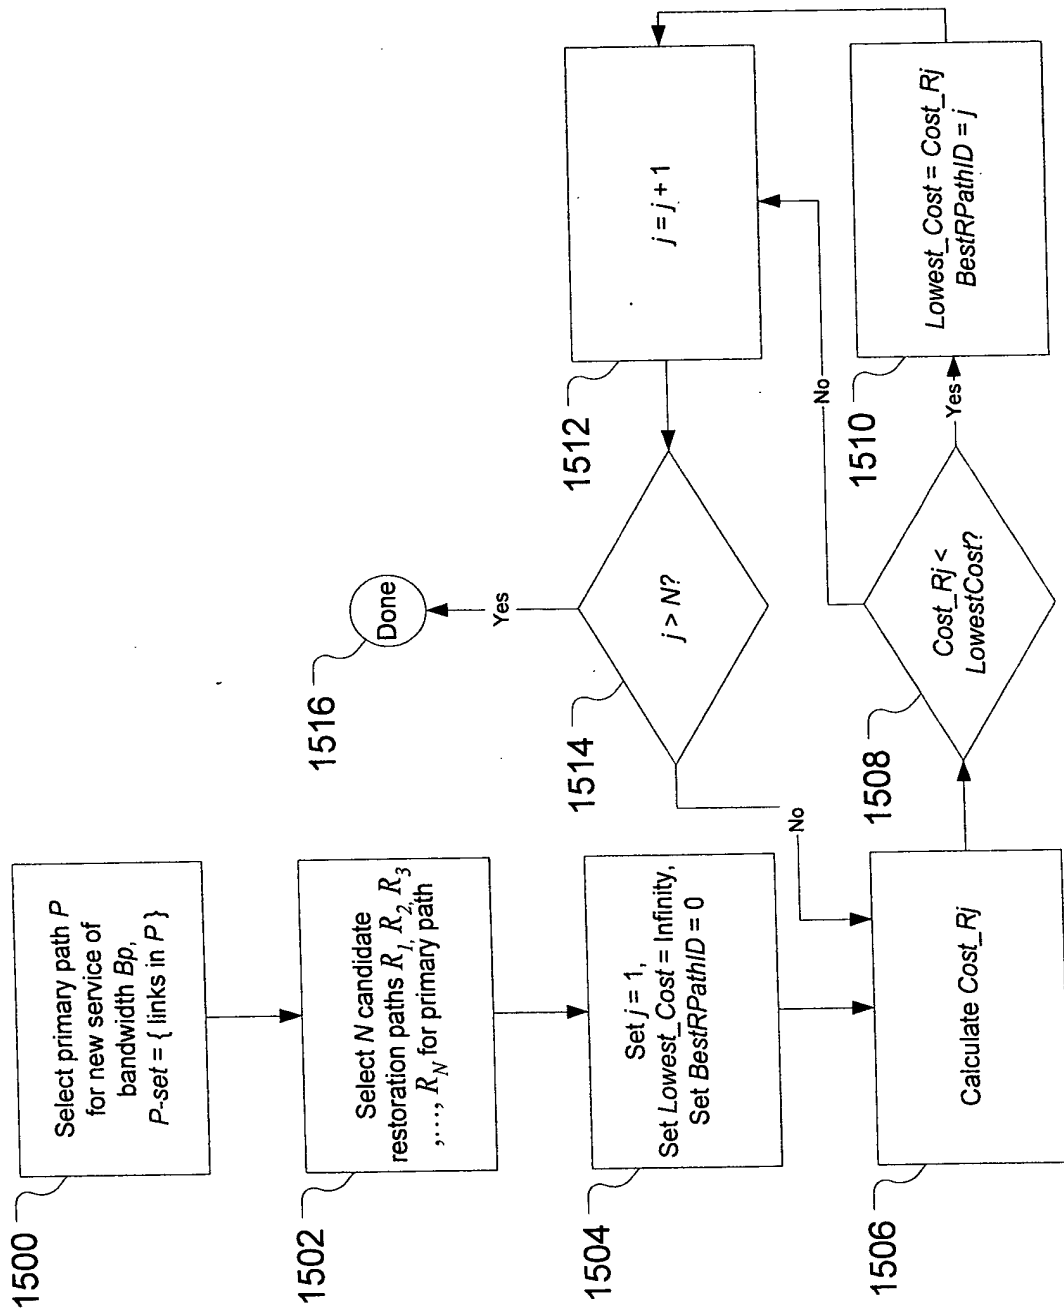 1500
Select primary path P
for new service of
bandwidth Bp,
P-set = { links in P }
1502
Select N candidate
restoration paths R1, R2, R3
,..., RN for primary path
1504
Set j = 1,
Set Lowest_Cost = Infinity,
Set BestRPathID = 0
1506
Calculate Cost_Rj
1508
Cost_Rj <
LowestCost?
Yes
No
1510
Lowest_Cost = Cost_Rj
BestRPathID = j
1512
j = j + 1
1514
j > N?
No
Yes
1516
Done